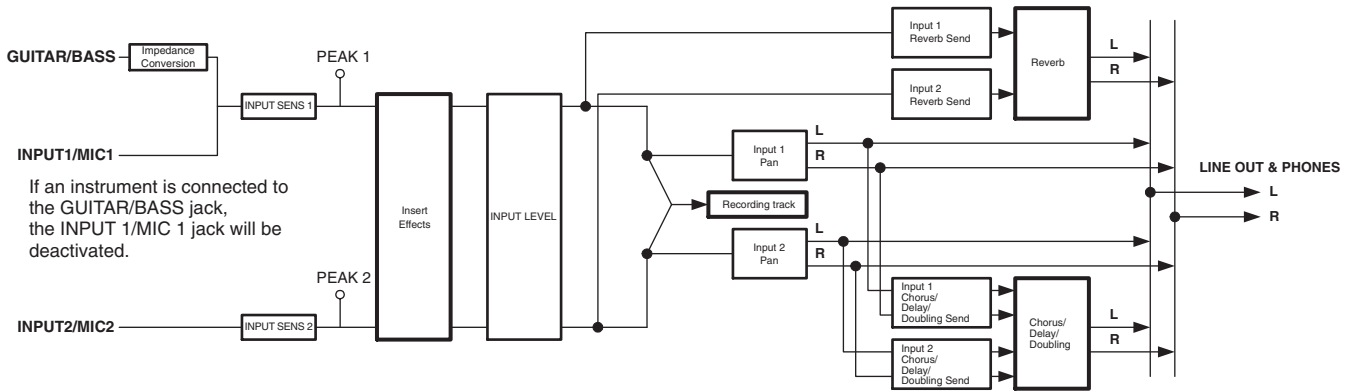 GUITAR/BASS
Impedance
Conversion
INPUT1/MIC1
If an instrument is connected to
the GUITAR/BASS jack,
the INPUT 1/MIC 1 jack will be
deactivated.
INPUT2/MIC2
INPUT SENS 1
PEAK 1
INPUT SENS 2
PEAK 2
Insert
Effects
INPUT LEVEL
Input 1
Reverb Send
Input 2
Reverb Send
Reverb
L
R
Input 1
Pan
L
R
Recording track
Input 2
Pan
L
R
Input 1
Chorus/
Delay/
Doubling Send
Input 2
Chorus/
Delay/
Doubling Send
Chorus/
Delay/
Doubling
L
R
LINE OUT & PHONES
L
R